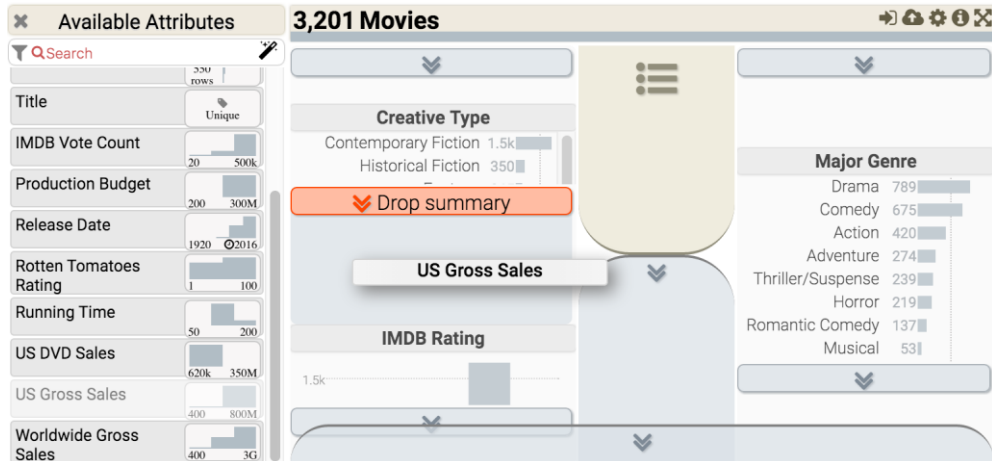 Available Attributes
Search
550
rows
Title
Unique
IMDB Vote Count
20 500k
Production Budget
200 300M
Release Date
1920 2016
Rotten Tomatoes
Rating
1 100
Running Time
50 200
US DVD Sales
620k 350M
US Gross Sales
400 800M
Worldwide Gross
Sales
400 3G
3,201 Movies
Creative Type
Contemporary Fiction 1.5k
Historical Fiction 350
Drop summary
US Gross Sales
IMDB Rating
1.5k
Major Genre
Drama 789
Comedy 675
Action 420
Adventure 274
Thriller/Suspense 239
Horror 219
Romantic Comedy 137
Musical 53